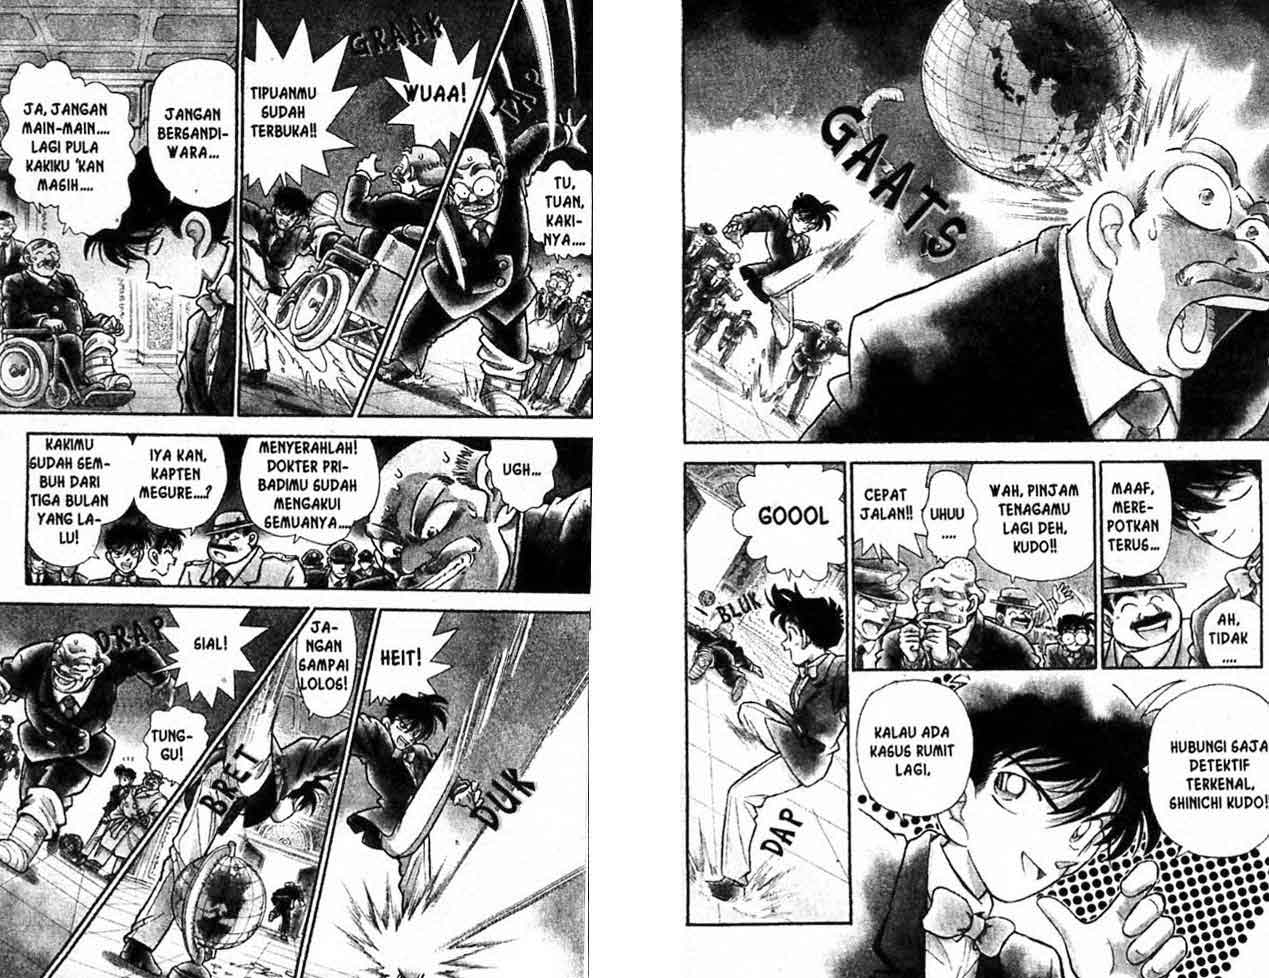 JA, JANGAN
MAIN-MAIN....
LAGI PULA
KAKIKU 'KAN
MASIH....
JANGAN
BERSANDI-
WARA...
GRAAK
TIPUANMU
SUDAH
TERBUKA!!
WUAA!
TAP
TU,
TUAN,
KAKI-
NYA....
KAKIMU
SUDAH SEM-
BUH DARI
TIGA BULAN
YANG LA-
LU!
IYA KAN,
KAPTEN
MEGURE....?
MENYERAHLAH!
DOKTER PRI-
BADIMU SUDAH
MENGAKUI
SEMUANYA....
UGH...
DRAP
SIAL!
TUNG-
GU!
JA-
NGAN
SAMPAI
LOLOS!
BRET
HEIT!
DUK
GAATS
GOOOL
BLUK
DAP
CEPAT
JALAN!!
UHUU
....
WAH, PINJAM
TENAGAMU
LAGI DEH,
KUDO!!
MAAF,
MERE-
POTKAN
TERUS...
AH,
TIDAK
....
KALAU ADA
KASUS RUMIT
LAGI,
HUBUNGI SAJA
DETEKTIF
TERKENAL,
SHINICHI KUDO!!